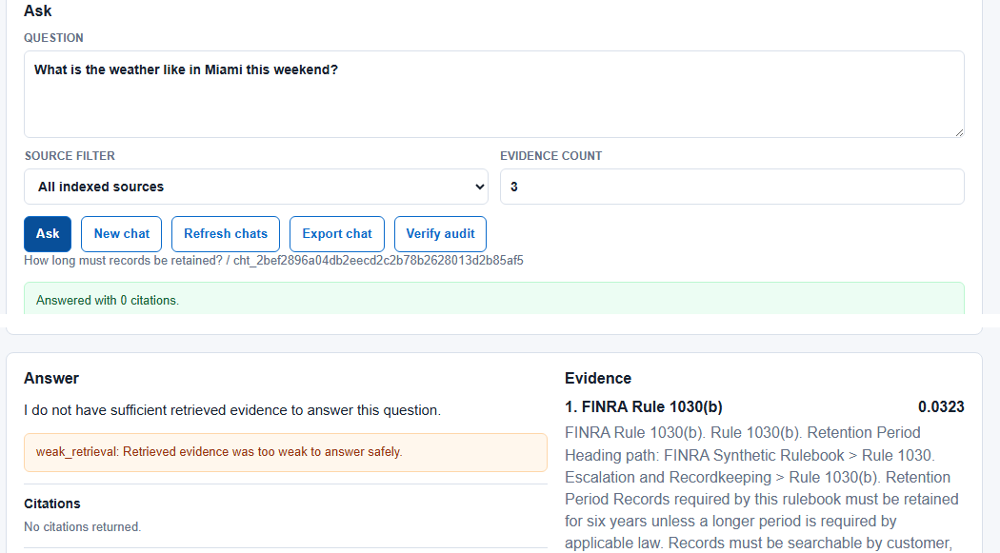 Ask
QUESTION
What is the weather like in Miami this weekend?
SOURCE FILTER
EVIDENCE COUNT
All indexed sources
3
Ask
New chat
Refresh chats
Export chat
Verify audit
How long must records be retained? / cht_2bef2896a04db2eecd2c2b78b2628013d2b85af5
Answered with 0 citations.
Answer
I do not have sufficient retrieved evidence to answer this question.
weak_retrieval: Retrieved evidence was too weak to answer safely.
Citations
No citations returned.
Evidence
1. FINRA Rule 1030(b) 0.0323
FINRA Rule 1030(b). Rule 1030(b). Retention Period
Heading path: FINRA Synthetic Rulebook > Rule 1030.
Escalation and Recordkeeping > Rule 1030(b). Retention
Period Records required by this rulebook must be retained
for six years unless a longer period is required by
applicable law. Records must be searchable by customer,